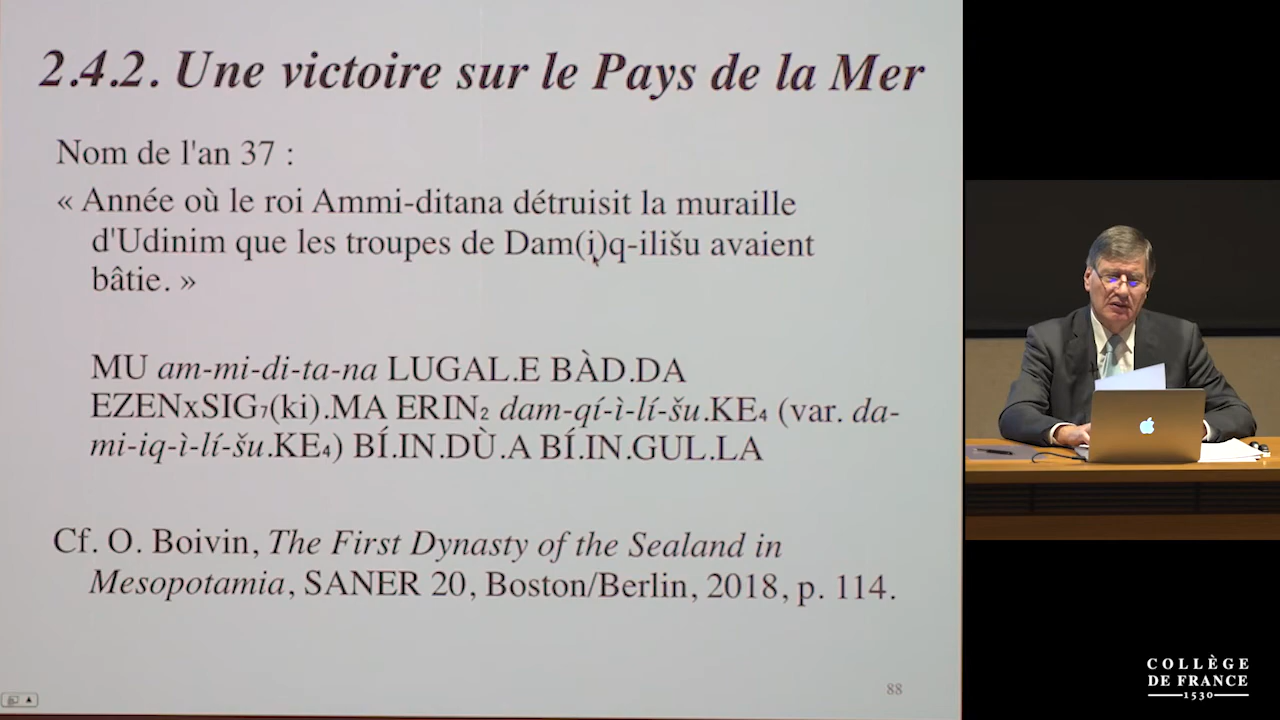 2.4.2. Une victoire sur le Pays de la Mer
Nom de l'an 37 :
« Année où le roi Ammi-ditana détruisit la muraille
d'Udinim que les troupes de Dam(i)q-ilišu avaient
bâtie. »
MU am-mi-di-ta-na LUGAL.E BÀD.DA
EZENxSIG₇(ki).MA ERIN₂ dam-qí-ì-lí-šu.KE₄ (var. da-
mi-iq-ì-lí-šu.KE₄) BÍ.IN.DÙ.A BÍ.IN.GUL.LA
Cf. O. Boivin, The First Dynasty of the Sealand in
Mesopotamia, SANER 20, Boston/Berlin, 2018, p. 114.
88
COLLÈGE
DE FRANCE
1530